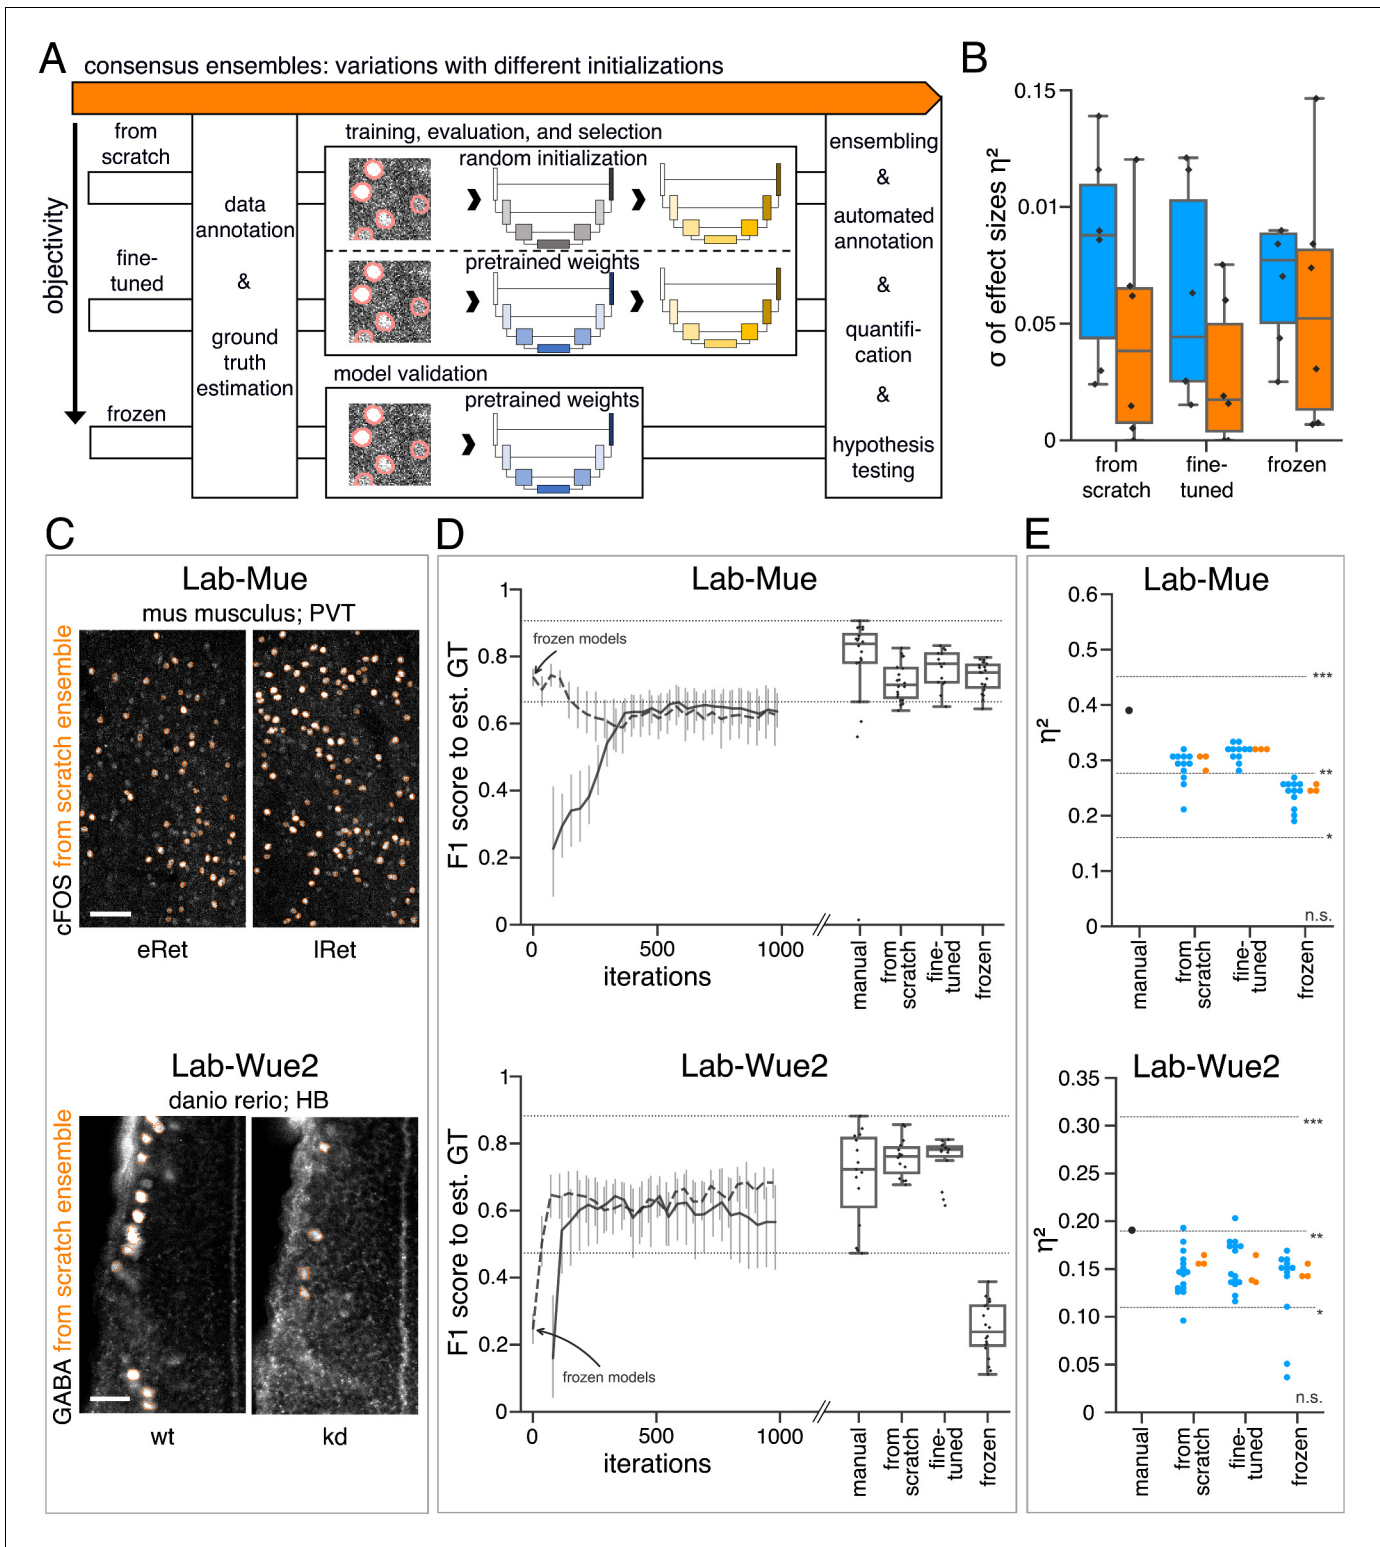 A
consensus ensembles: variations with different initializations
from
scratch
fine-
tuned
frozen
objectivity
data
annotation
&
ground
truth
estimation
training, evaluation, and selection
random initialization
pretrained weights
model validation
pretrained weights
ensembling
&
automated
annotation
&
quantifi-
cation
&
hypothesis
testing
B
σ of effect sizes η²
0.15
0.01
0.05
0
from
scratch
fine-
tuned
frozen
C
Lab-Mue
mus musculus; PVT
cFOS from scratch ensemble
eRet
lRet
Lab-Wue2
danio rerio; HB
GABA from scratch ensemble
wt
kd
D
Lab-Mue
F1 score to est. GT
1
0.8
0.6
0.4
0.2
0
frozen models
0
500
1000
iterations
manual
from
scratch
fine-
tuned
frozen
Lab-Wue2
F1 score to est. GT
1
0.8
0.6
0.4
0.2
0
frozen models
0
500
1000
iterations
manual
from
scratch
fine-
tuned
frozen
E
Lab-Mue
η²
0.6
0.5
0.4
0.3
0.2
0.1
0
***
**
*
n.s.
manual
from
scratch
fine-
tuned
frozen
Lab-Wue2
η²
0.35
0.30
0.25
0.20
0.15
0.10
0.05
0
***
**
*
n.s.
manual
from
scratch
fine-
tuned
frozen